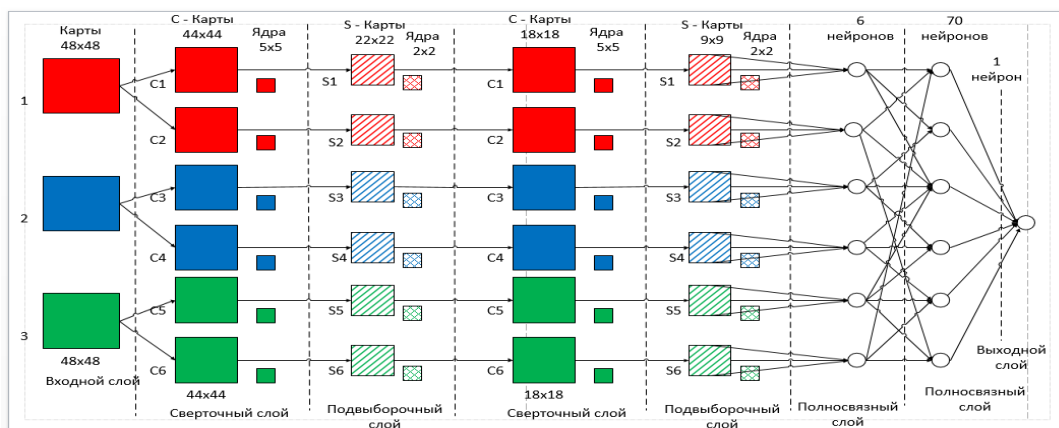 Карты
48x48
1
2
3
48x48
Входной слой
C - Карты
44x44
Ядра
5x5
C1
C2
C3
C4
C5
C6
44x44
Сверточный слой
S - Карты
22x22
Ядра
2x2
S1
S2
S3
S4
S5
S6
Подвыборочный
слой
C - Карты
18x18
Ядра
5x5
C1
C2
C3
C4
C5
C6
18x18
Сверточный слой
S - Карты
9x9
Ядра
2x2
S1
S2
S3
S4
S5
S6
Подвыборочный
слой
6
нейронов
Полносвязный
слой
70
нейронов
Полносвязный
слой
1
нейрон
Выходной
слой